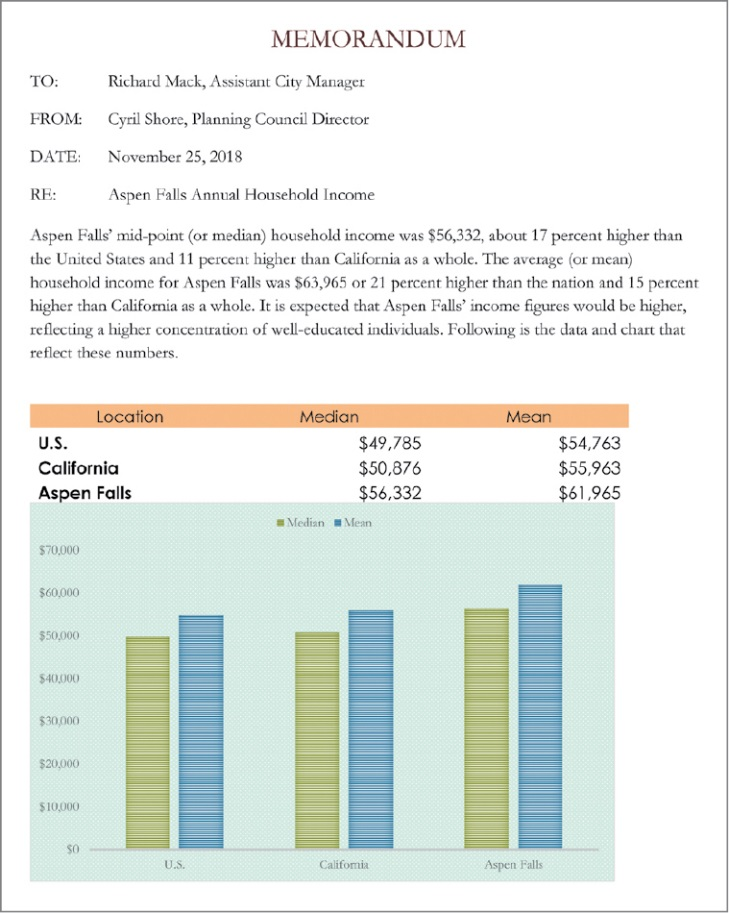 MEMORANDUM
TO: Richard Mack, Assistant City Manager
FROM: Cyril Shore, Planning Council Director
DATE: November 25, 2018
RE: Aspen Falls Annual Household Income
Aspen Falls' mid-point (or median) household income was $56,332, about 17 percent higher than
the United States and 11 percent higher than California as a whole. The average (or mean)
household income for Aspen Falls was $63,965 or 21 percent higher than the nation and 15 percent
higher than California as a whole. It is expected that Aspen Falls' income figures would be higher,
reflecting a higher concentration of well-educated individuals. Following is the data and chart that
reflect these numbers.
Location Median Mean
U.S. $49,785 $54,763
California $50,876 $55,963
Aspen Falls $56,332 $61,965
Median Mean
$70,000
$60,000
$50,000
$40,000
$30,000
$20,000
$10,000
$0
U.S. California Aspen Falls